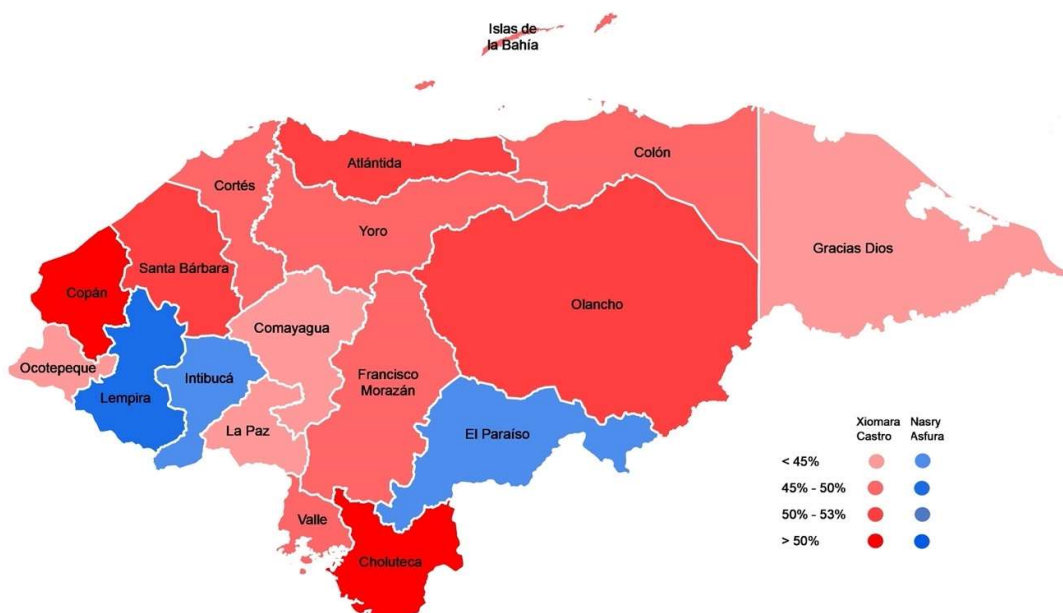 Islas de
la Bahía
Atlántida
Colón
Cortés
Yoro
Gracias Dios
Santa Bárbara
Copán
Olancho
Comayagua
Ocotepeque
Intibucá
Francisco
Morazán
Lempira
La Paz
El Paraíso
Valle
Choluteca
Xiomara
Castro
Nasry
Asfura
< 45%
45% - 50%
50% - 53%
> 50%